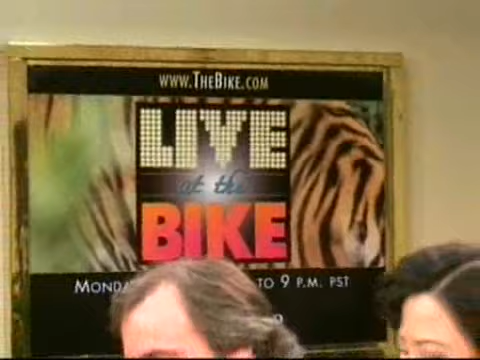 www.TheBike.com
LIVE
at the
BIKE
TO 9 P.M. PST